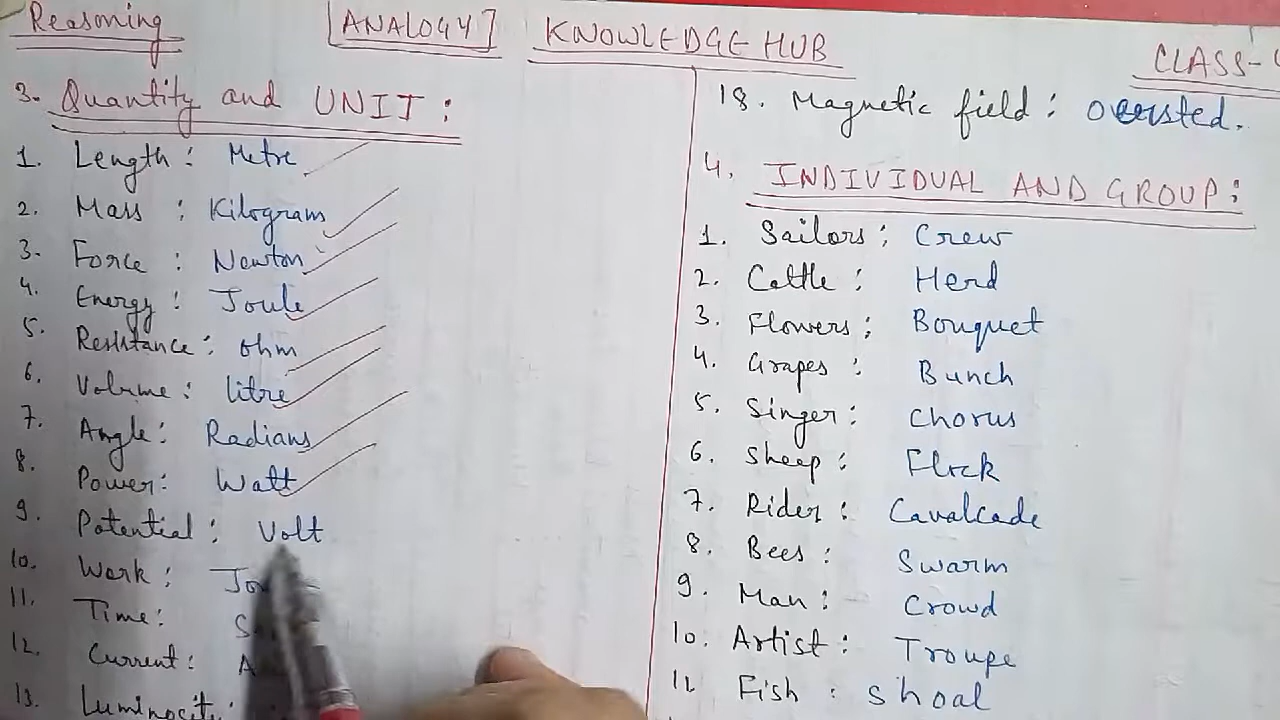 Reasoning
[ANALOGY]
KNOWLEDGE HUB
CLASS-
3. Quantity and UNIT:
1. Length: Metre
2. Mass : Kilogram
3. Force : Newton
4. Energy: Joule
5. Resistance: ohm
6. Volume: litre
7. Angle: Radians
8. Power: Watt
9. Potential: Volt
10. Work:
11. Time:
12. Current: A
13. Luminosity:
18. Magnetic field: Oersted.
4. INDIVIDUAL AND GROUP:
1. Sailors: Crew
2. Cattle: Herd
3. Flowers: Bouquet
4. Grapes: Bunch
5. Singer: Chorus
6. Sheep: Flock
7. Rider: Cavalcade
8. Bees: Swarm
9. Man: Crowd
10. Artist: Troupe
11. Fish: shoal